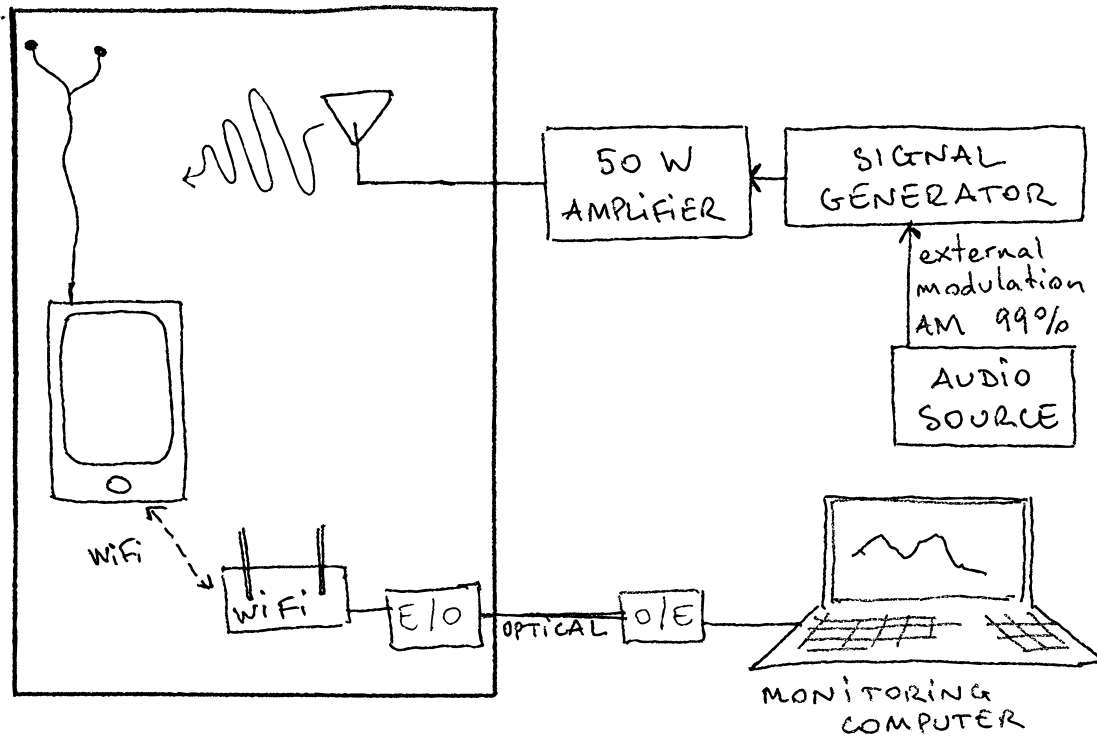 50 W
AMPLIFIER
SIGNAL
GENERATOR
external
modulation
AM 99%
AUDIO
SOURCE
WiFi
WiFi
E/O
OPTICAL
O/E
MONITORING
COMPUTER